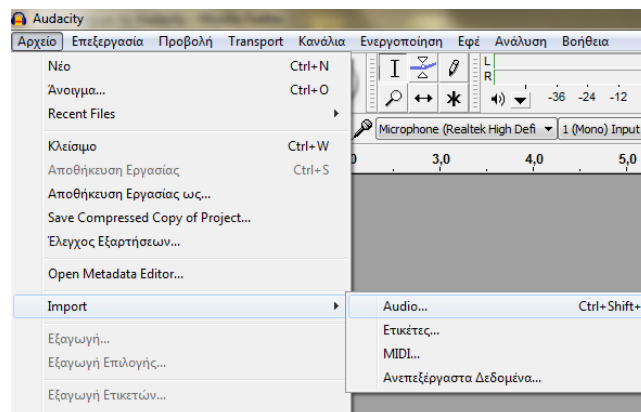 Audacity
Αρχείο Επεξεργασία Προβολή Transport Κανάλια Ενεργοποίηση Εφέ Ανάλυση Βοήθεια
Νέο Ctrl+N
Άνοιγμα... Ctrl+O
Recent Files
Κλείσιμο Ctrl+W
Αποθήκευση Εργασίας Ctrl+S
Αποθήκευση Εργασίας ως...
Save Compressed Copy of Project...
Έλεγχος Εξαρτήσεων...
Open Metadata Editor...
Import
Εξαγωγή...
Εξαγωγή Επιλογής...
Εξαγωγή Ετικετών...
L
R
-36 -24 -12
Microphone (Realtek High Defi 1 (Mono) Input
0 3,0 4,0 5,0
Audio... Ctrl+Shift+
Ετικέτες...
MIDI...
Ανεπεξέργαστα Δεδομένα...